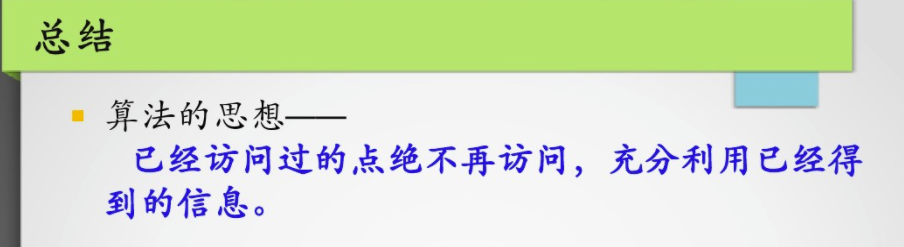 总结
算法的思想——
已经访问过的点绝不再访问，充分利用已经得
到的信息。